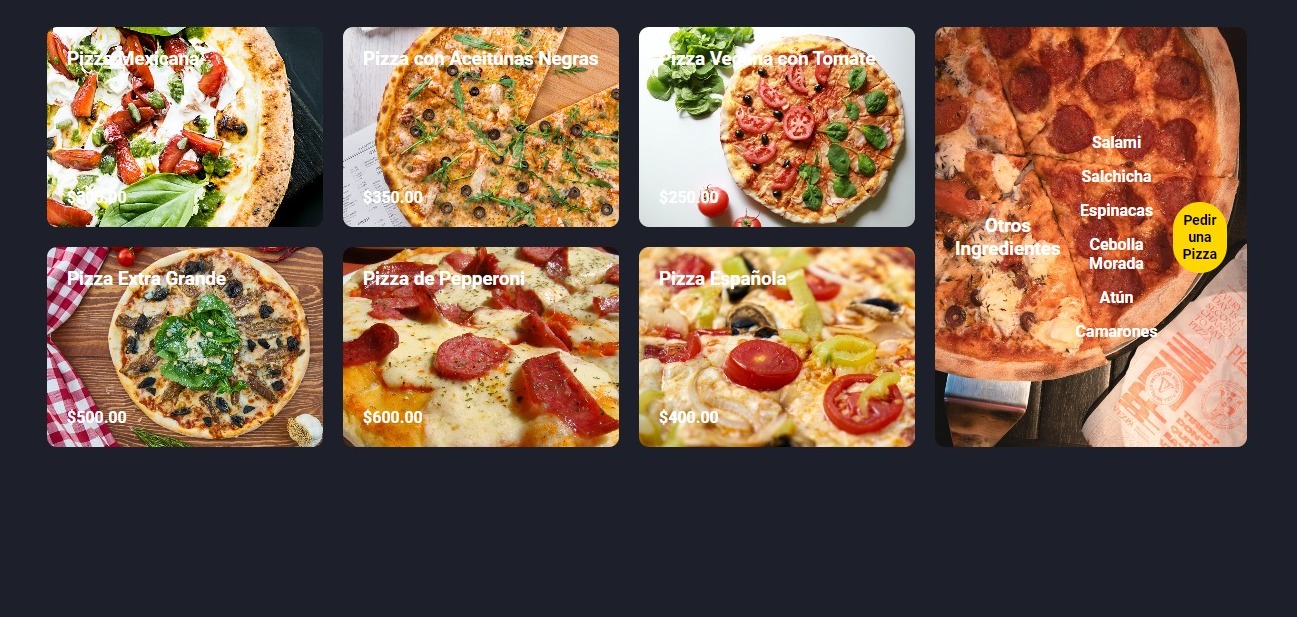 Pizza Mexicana
Pizza con Aceitunas Negras
Pizza Vegana con Tomate
$350.00
$250.00
Pizza Extra Grande
Pizza de Pepperoni
Pizza Española
$500.00
$600.00
$400.00
Otros
Ingredientes
Salami
Salchicha
Espinacas
Cebolla
Morada
Atún
Camarones
Pedir
una
Pizza